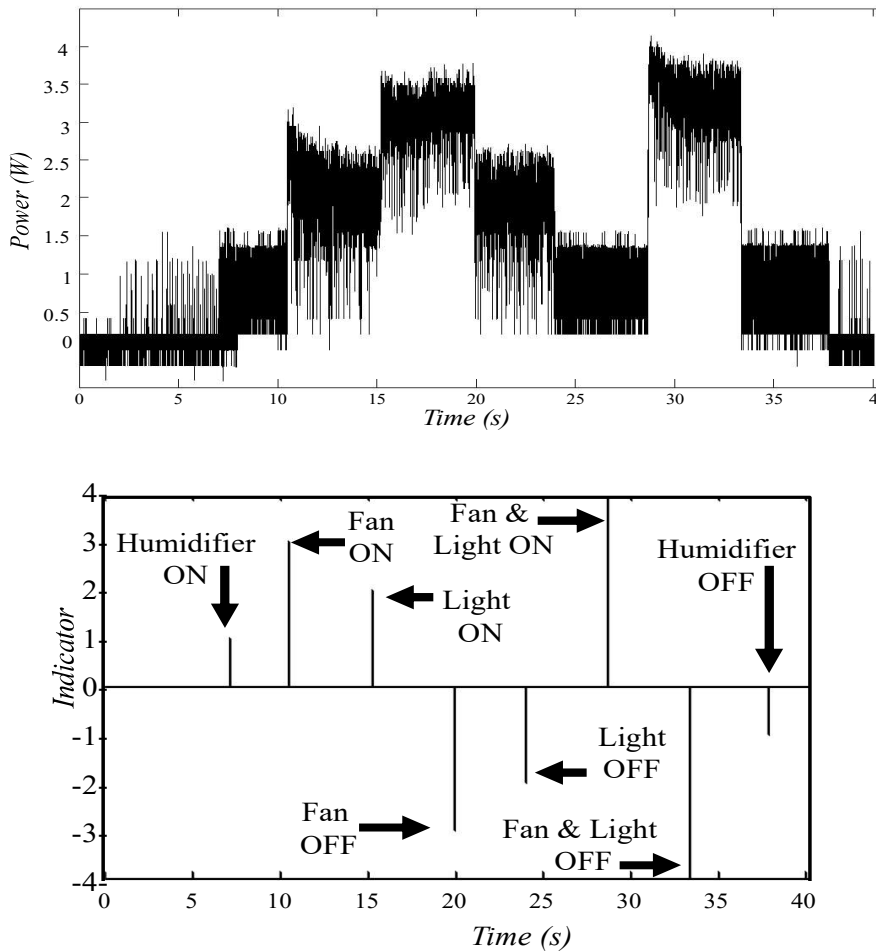 4
3.5
3
2.5
2
1.5
1
0.5
0
Power (W)
0 5 10 15 20 25 30 35 4
Time (s)
4
3
2
1
0
-1
-2
-3
-4
Indicator
Humidifier
ON
Fan
ON
Light
ON
Fan &
Light ON
Humidifier
OFF
Fan
OFF
Light
OFF
Fan & Light
OFF
0 5 10 15 20 25 30 35 40
Time (s)